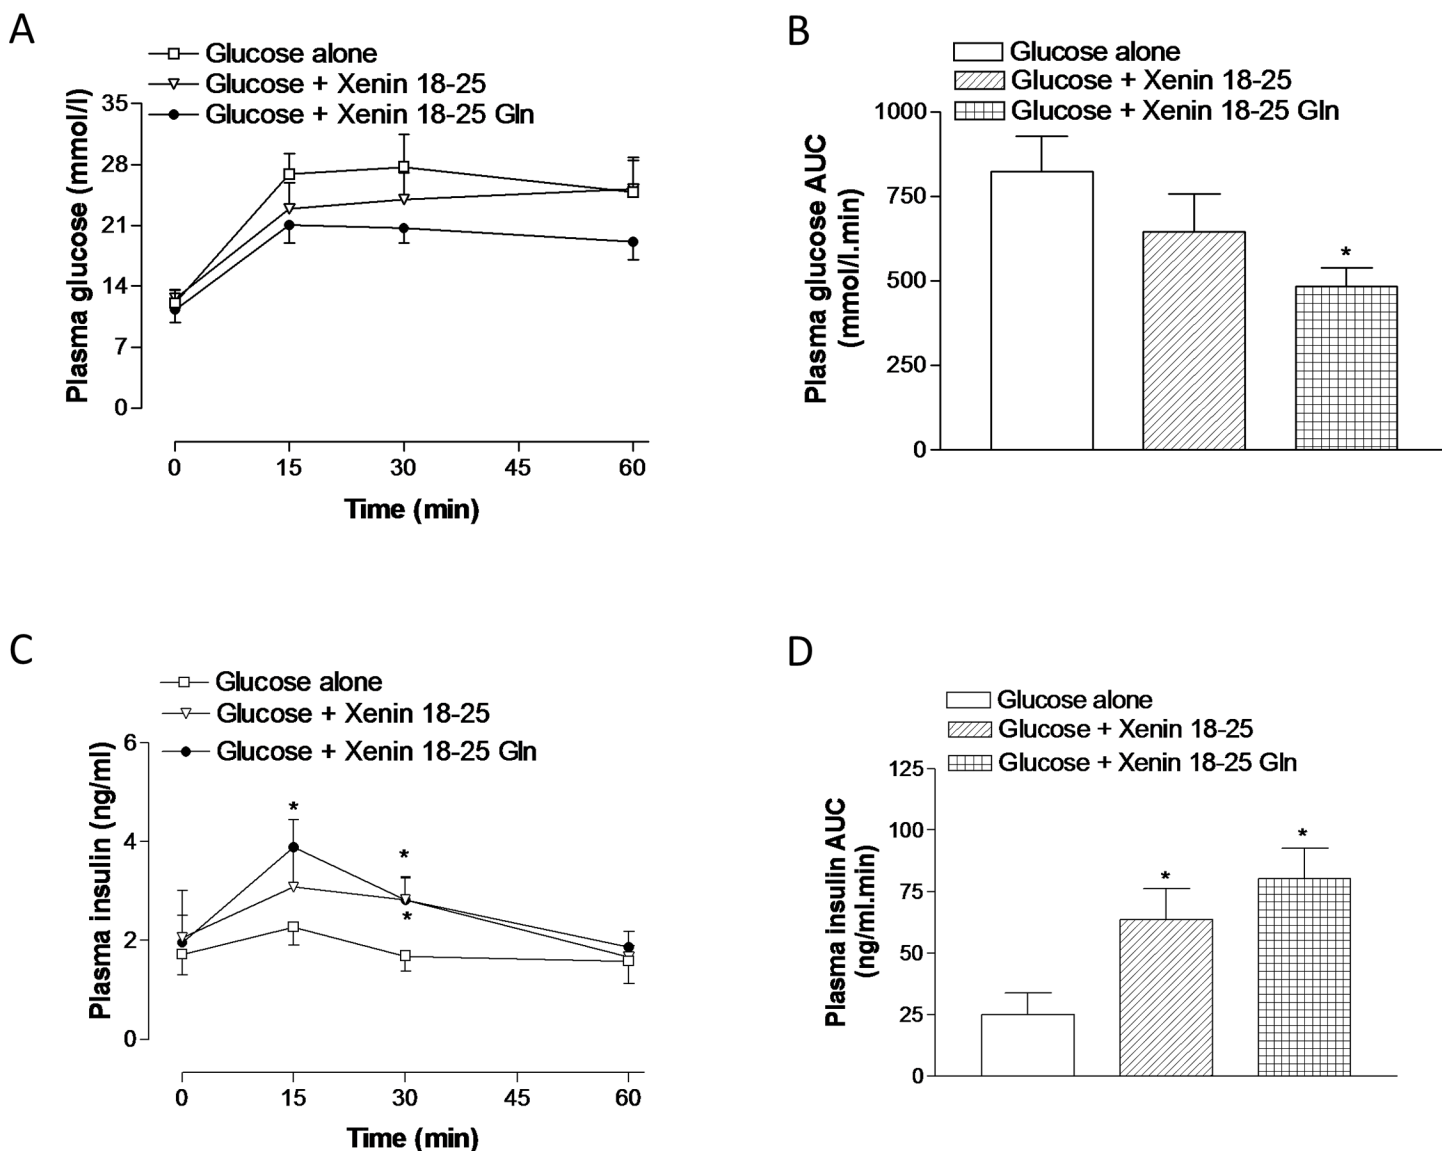 A
Glucose alone
Glucose + Xenin 18-25
Glucose + Xenin 18-25 Gln
Plasma glucose (mmol/l)
35
28
21
14
7
0
0 15 30 45 60
Time (min)
B
Glucose alone
Glucose + Xenin 18-25
Glucose + Xenin 18-25 Gln
Plasma glucose AUC
(mmol/l.min)
1000
750
500
250
0
*
C
Glucose alone
Glucose + Xenin 18-25
Glucose + Xenin 18-25 Gln
Plasma insulin (ng/ml)
6
4
2
0
*
*
*
0 15 30 45 60
Time (min)
D
Glucose alone
Glucose + Xenin 18-25
Glucose + Xenin 18-25 Gln
Plasma insulin AUC
(ng/ml.min)
125
100
75
50
25
0
*
*